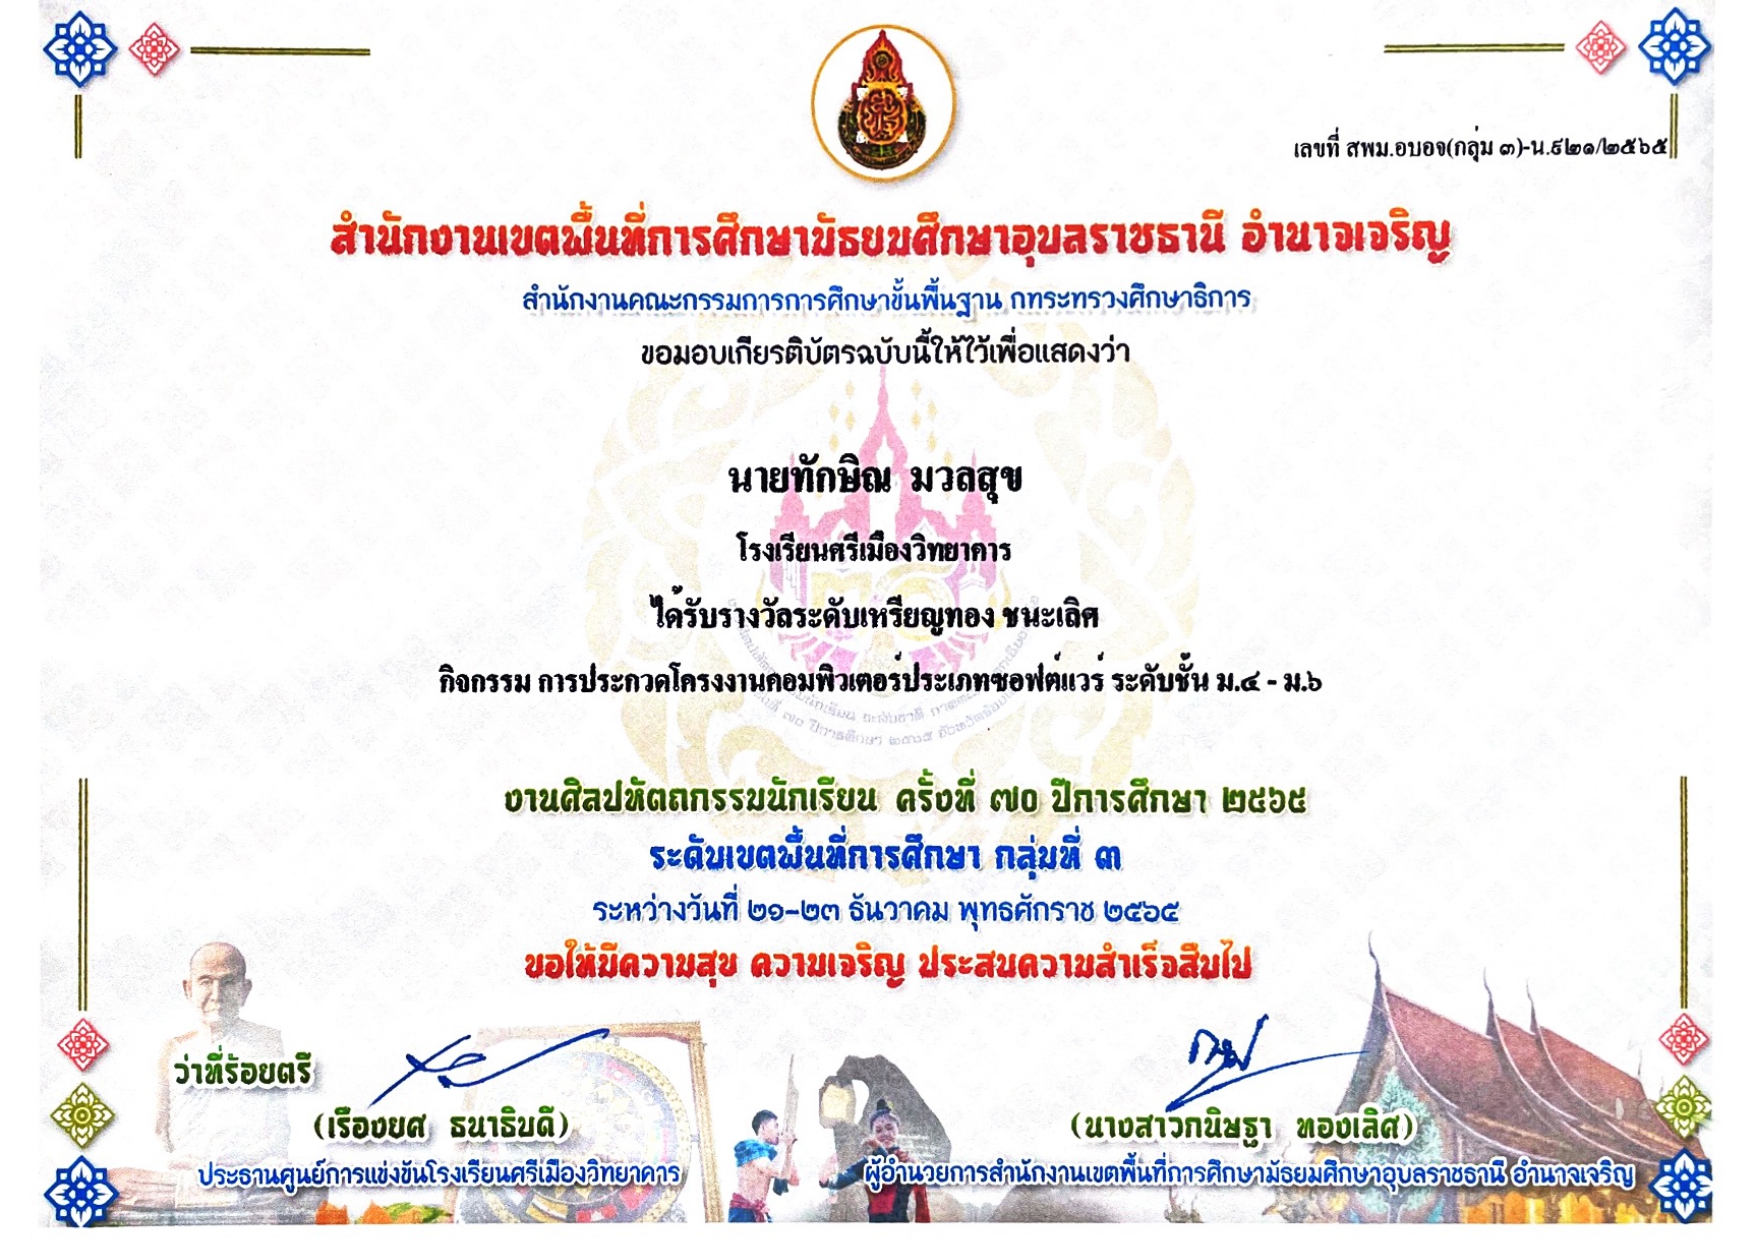 เลขที่ สพม.อบอจ(กลุ่ม ๓)-น.๙๒๑/๒๕๖๕
สำนักงานเขตพื้นที่การศึกษามัธยมศึกษาอุบลราชธานี อำนาจเจริญ
สำนักงานคณะกรรมการการศึกษาขั้นพื้นฐาน กทระทรวงศึกษาธิการ
ขอมอบเกียรติบัตรฉบับนี้ให้ไว้เพื่อแสดงว่า
นายทักษิณ มวลสุข
โรงเรียนศรีเมืองวิทยาคาร
ได้รับรางวัลระดับเหรียญทอง ชนะเลิศ
กิจกรรม การประกวดโครงงานคอมพิวเตอร์ประเภทซอฟต์แวร์ ระดับชั้น ม.๔ - ม.๖
งานศิลปหัตถกรรมนักเรียน ครั้งที่ ๗๐ ปีการศึกษา ๒๕๖๕
ระดับเขตพื้นที่การศึกษา กลุ่มที่ ๓
ระหว่างวันที่ ๒๑-๒๓ ธันวาคม พุทธศักราช ๒๕๖๕
ขอให้มีความสุข ความเจริญ ประสบความสำเร็จสืบไป
ว่าที่ร้อยตรี
(เรืองยศ ธนาธิบดี)
ประธานศูนย์การแข่งขันโรงเรียนศรีเมืองวิทยาคาร
(นางสาวกนิษฐา ทองเลิศ)
ผู้อำนวยการสำนักงานเขตพื้นที่การศึกษามัธยมศึกษาอุบลราชธานี อำนาจเจริญ